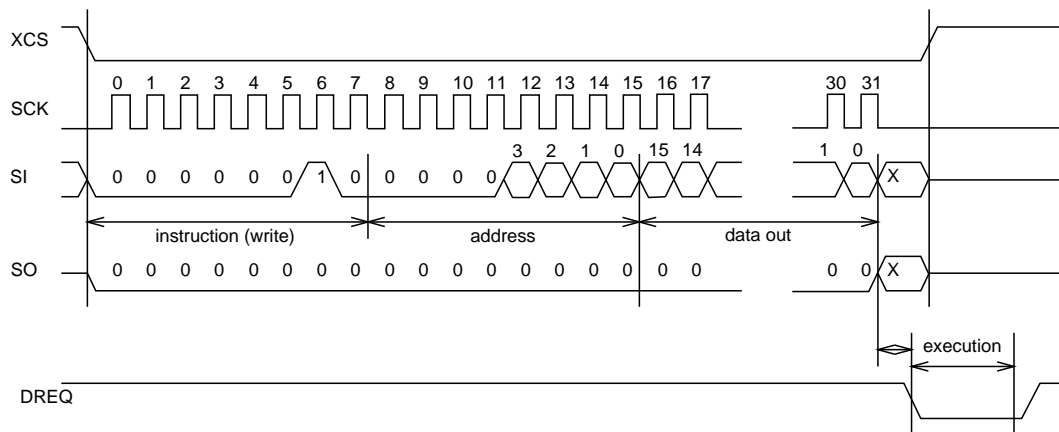 XCS
0 1 2 3 4 5 6 7 8 9 10 11 12 13 14 15 16 17 30 31
SCK
3 2 1 0 15 14 1 0
SI 0 0 0 0 0 0 1 0 0 0 0 0 X
instruction (write) address data out
SO 0 0 0 0 0 0 0 0 0 0 0 0 0 0 0 0 0 0 0 0 X
execution
DREQ